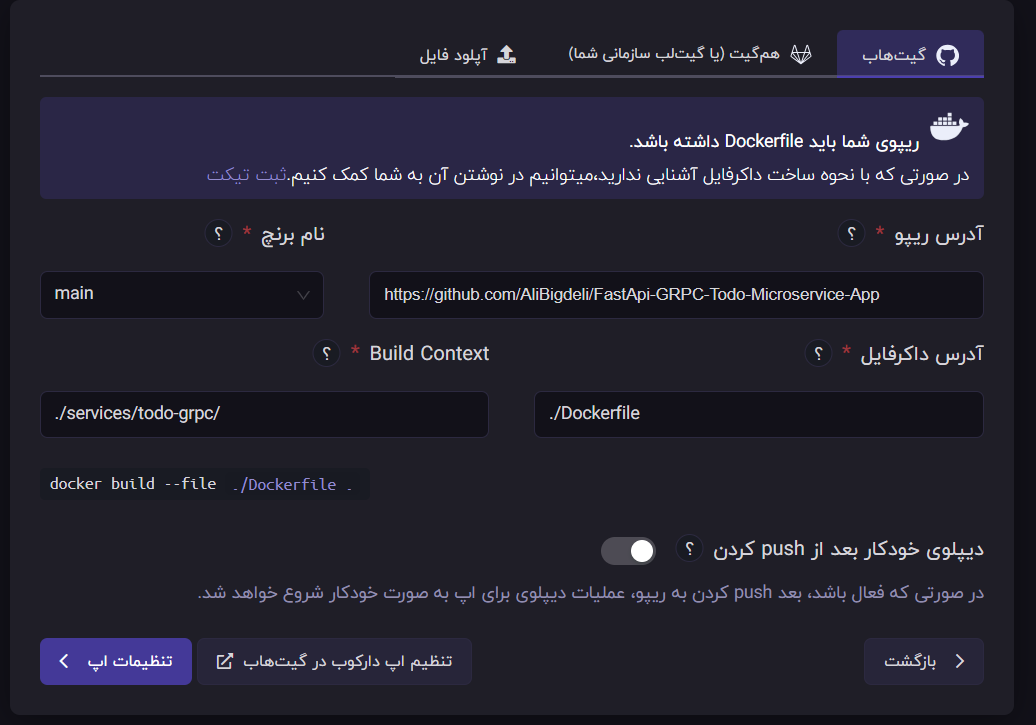 گیت‌هاب
هم‌گیت (یا گیت‌لب سازمانی شما)
آپلود فایل
ریپوی شما باید Dockerfile داشته باشد.
در صورتی که با نحوه ساخت داکرفایل آشنایی ندارید،میتوانیم در نوشتن آن به شما کمک کنیم.ثبت تیکت
آدرس ریپو * ؟
نام برنچ * ؟
https://github.com/AliBigdeli/FastApi-GRPC-Todo-Microservice-App
main
آدرس داکرفایل * ؟
Build Context * ؟
./Dockerfile
./services/todo-grpc/
docker build --file ./Dockerfile .
دیپلوی خودکار بعد از push کردن ؟
در صورتی که فعال باشد، بعد push کردن به ریپو، عملیات دیپلوی برای اپ به صورت خودکار شروع خواهد شد.
بازگشت
تنظیم اپ دارکوب در گیت‌هاب
تنظیمات اپ